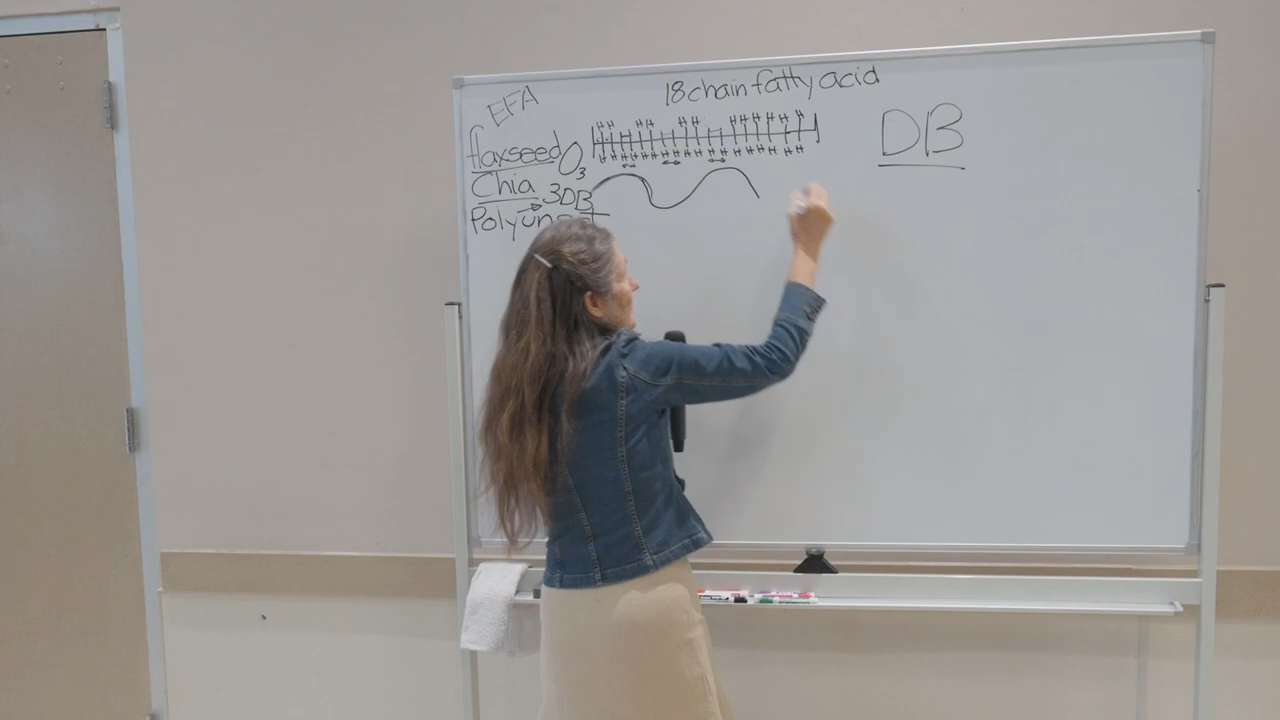 18 chain fatty acid
EFA
DB
flaxseed O3
Chia 3DB